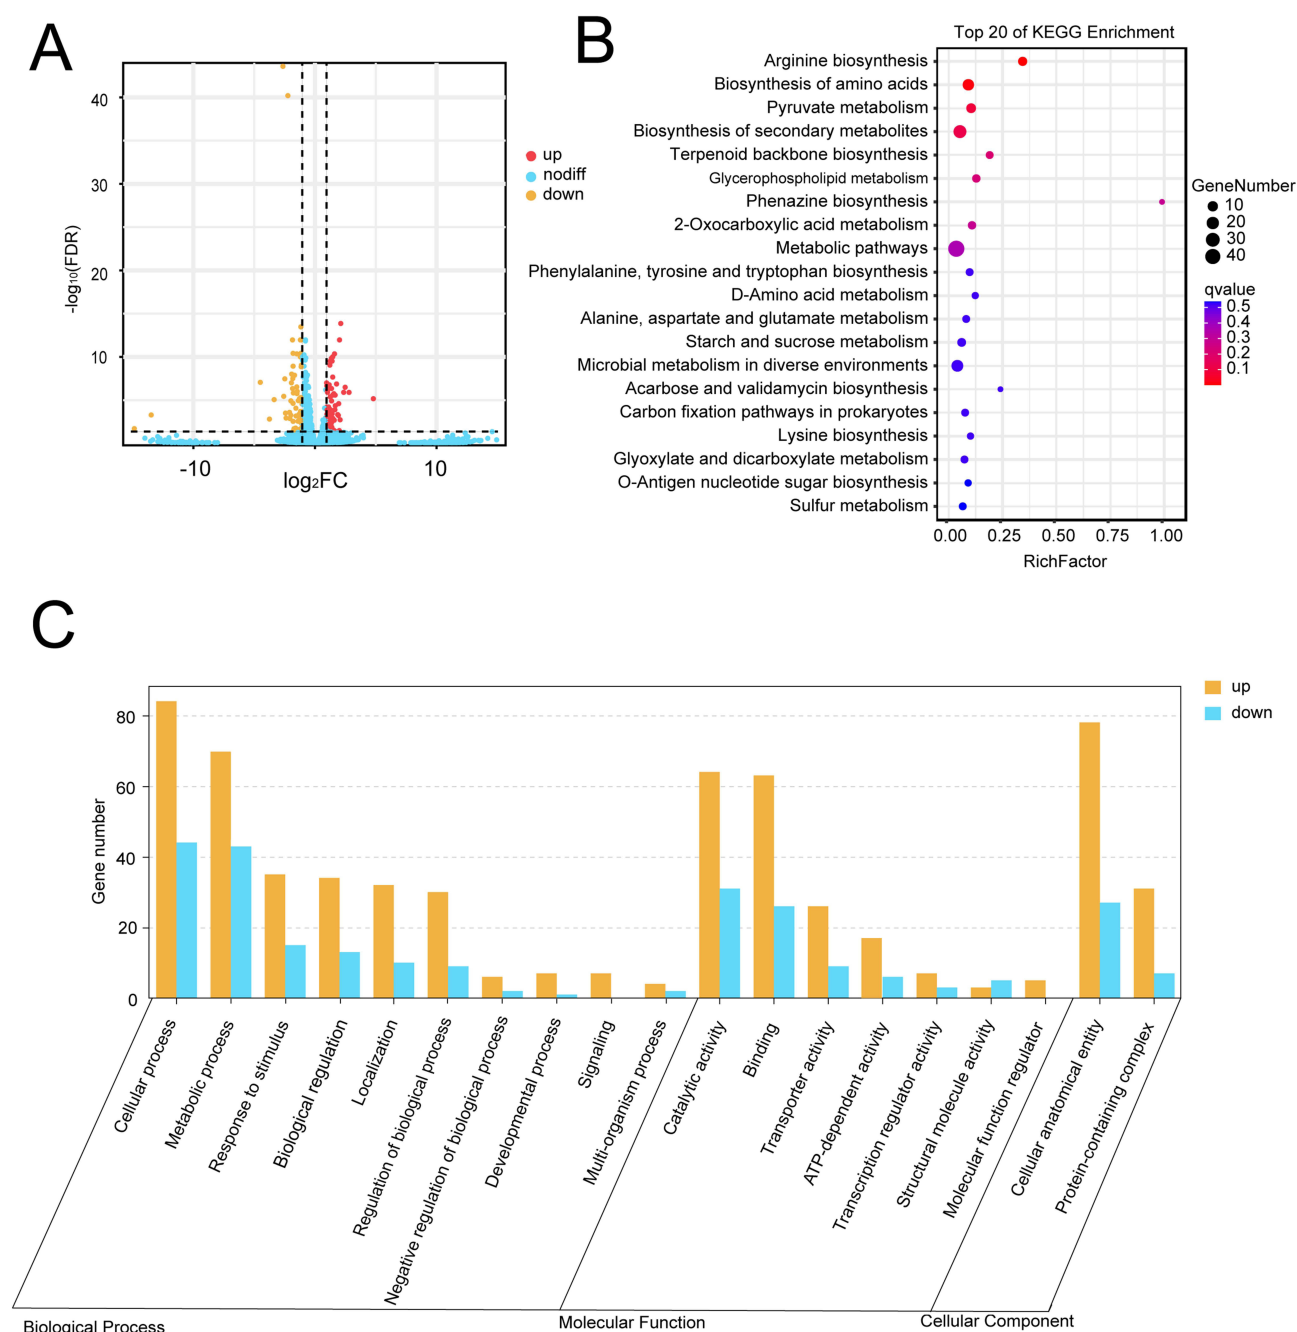 A
40
30
20
10
-log10(FDR)
-10
10
log2FC
up
nodiff
down
B
Top 20 of KEGG Enrichment
Arginine biosynthesis
Biosynthesis of amino acids
Pyruvate metabolism
Biosynthesis of secondary metabolites
Terpenoid backbone biosynthesis
Glycerophospholipid metabolism
Phenazine biosynthesis
2-Oxocarboxylic acid metabolism
Metabolic pathways
Phenylalanine, tyrosine and tryptophan biosynthesis
D-Amino acid metabolism
Alanine, aspartate and glutamate metabolism
Starch and sucrose metabolism
Microbial metabolism in diverse environments
Acarbose and validamycin biosynthesis
Carbon fixation pathways in prokaryotes
Lysine biosynthesis
Glyoxylate and dicarboxylate metabolism
O-Antigen nucleotide sugar biosynthesis
Sulfur metabolism
0.00 0.25 0.50 0.75 1.00
RichFactor
GeneNumber
10
20
30
40
qvalue
0.5
0.4
0.3
0.2
0.1
C
up
down
80
60
40
20
0
Gene number
Cellular process
Metabolic process
Response to stimulus
Biological regulation
Localization
Regulation of biological process
Negative regulation of biological process
Developmental process
Signaling
Multi-organism process
Catalytic activity
Binding
Transporter activity
ATP-dependent activity
Transcription regulator activity
Structural molecule activity
Molecular function regulator
Cellular anatomical entity
Protein-containing complex
Biological Process
Molecular Function
Cellular Component